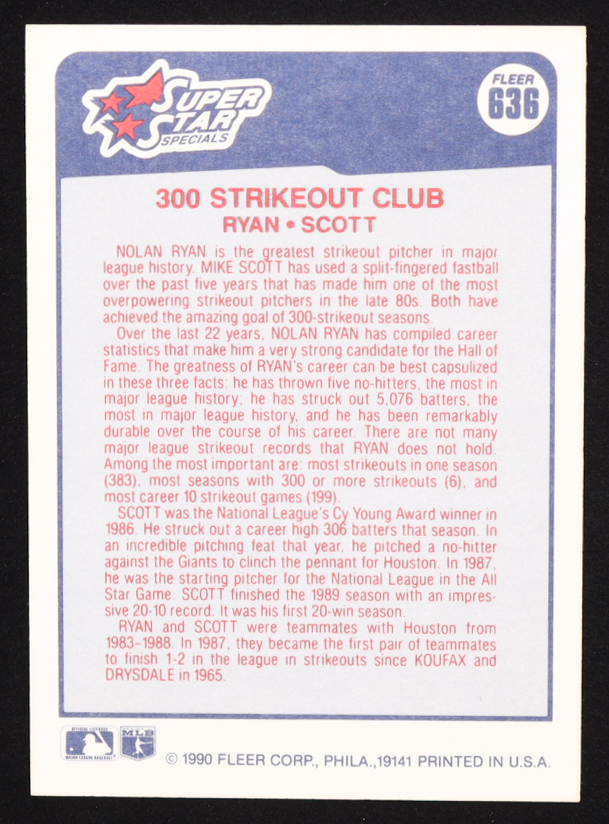 SUPER
STAR
SPECIALS
FLEER
636
300 STRIKEOUT CLUB
RYAN • SCOTT
NOLAN RYAN is the greatest strikeout pitcher in major
league history. MIKE SCOTT has used a split-fingered fastball
over the past five years that has made him one of the most
overpowering strikeout pitchers in the late 80s. Both have
achieved the amazing goal of 300-strikeout seasons.
Over the last 22 years, NOLAN RYAN has compiled career
statistics that make him a very strong candidate for the Hall of
Fame. The greatness of RYAN's career can be best capsulized
in these three facts: he has thrown five no-hitters, the most in
major league history; he has struck out 5,076 batters, the
most in major league history, and he has been remarkably
durable over the course of his career. There are not many
major league strikeout records that RYAN does not hold.
Among the most important are: most strikeouts in one season
(383), most seasons with 300 or more strikeouts (6), and
most career 10 strikeout games (199).
SCOTT was the National League's Cy Young Award winner in
1986. He struck out a career high 306 batters that season. In
an incredible pitching feat that year, he pitched a no-hitter
against the Giants to clinch the pennant for Houston. In 1987,
he was the starting pitcher for the National League in the All
Star Game. SCOTT finished the 1989 season with an impres-
sive 20-10 record. It was his first 20-win season.
RYAN and SCOTT were teammates with Houston from
1983-1988. In 1987, they became the first pair of teammates
to finish 1-2 in the league in strikeouts since KOUFAX and
DRYSDALE in 1965.
OFFICIAL LICENSEE
MAJOR LEAGUE BASEBALL
MLB
© 1990 FLEER CORP., PHILA.,19141 PRINTED IN U.S.A.